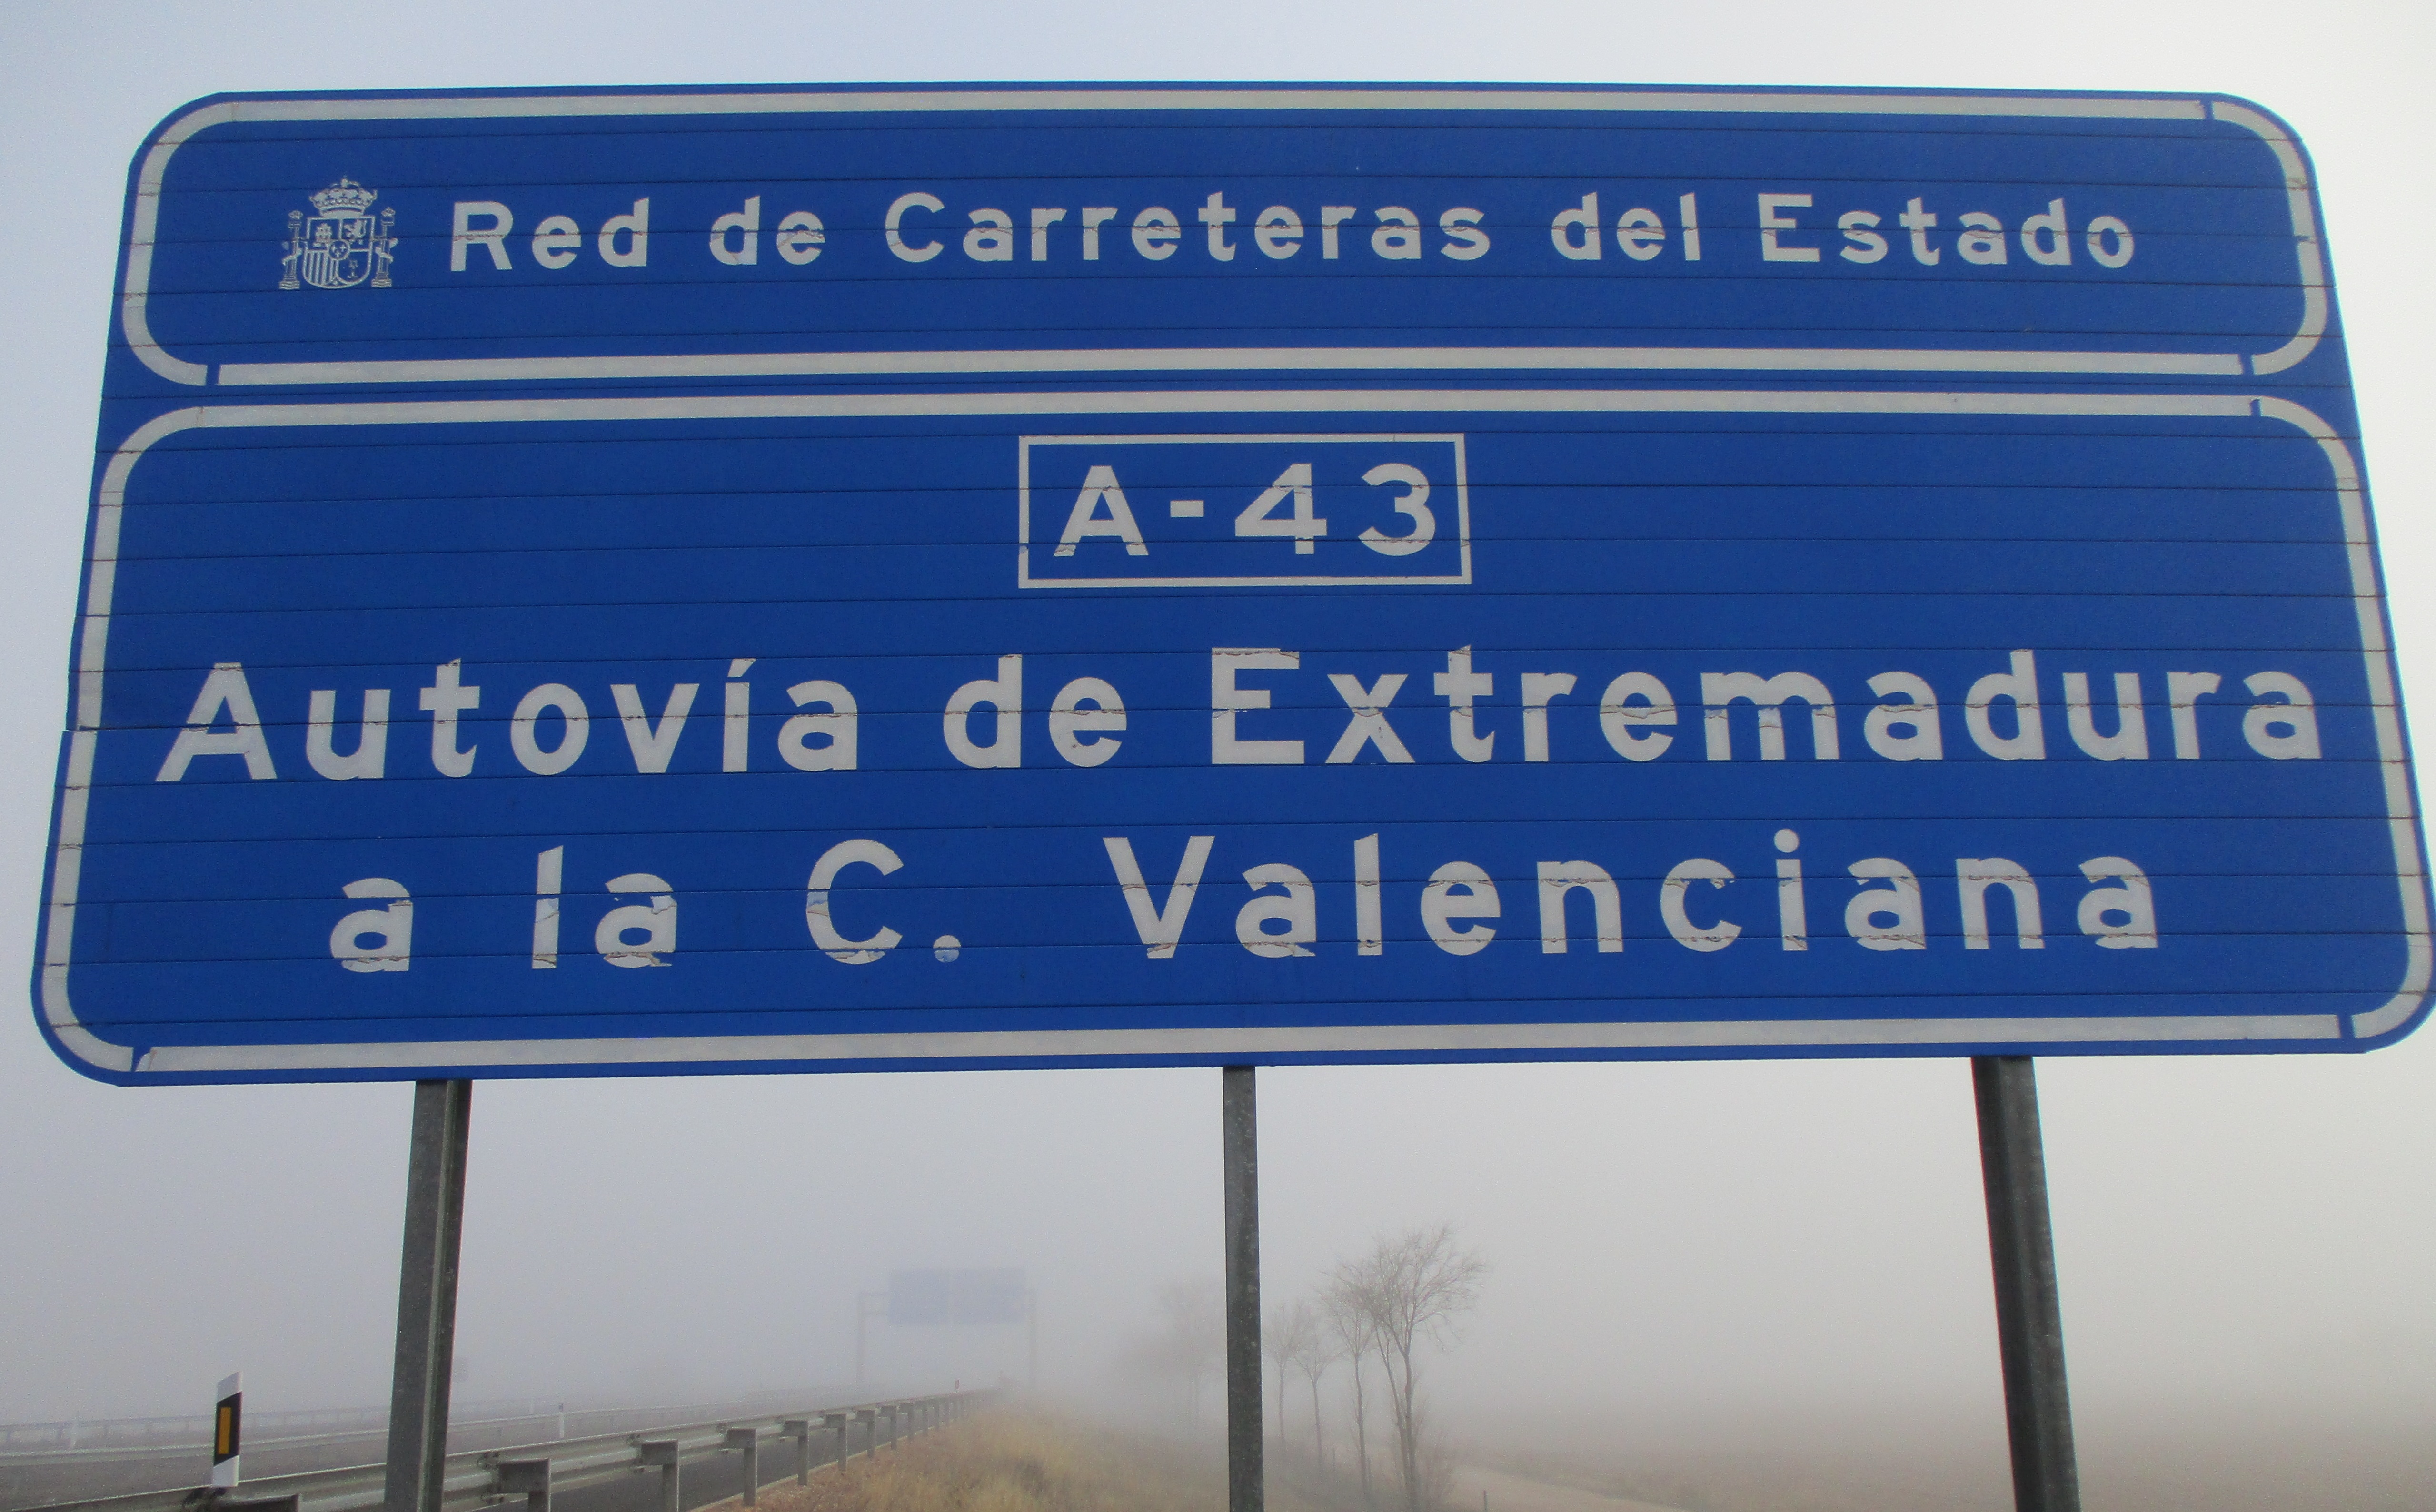 Red de Carreteras del Estado
A-43
Autovía de Extremadura
a la C. Valenciana